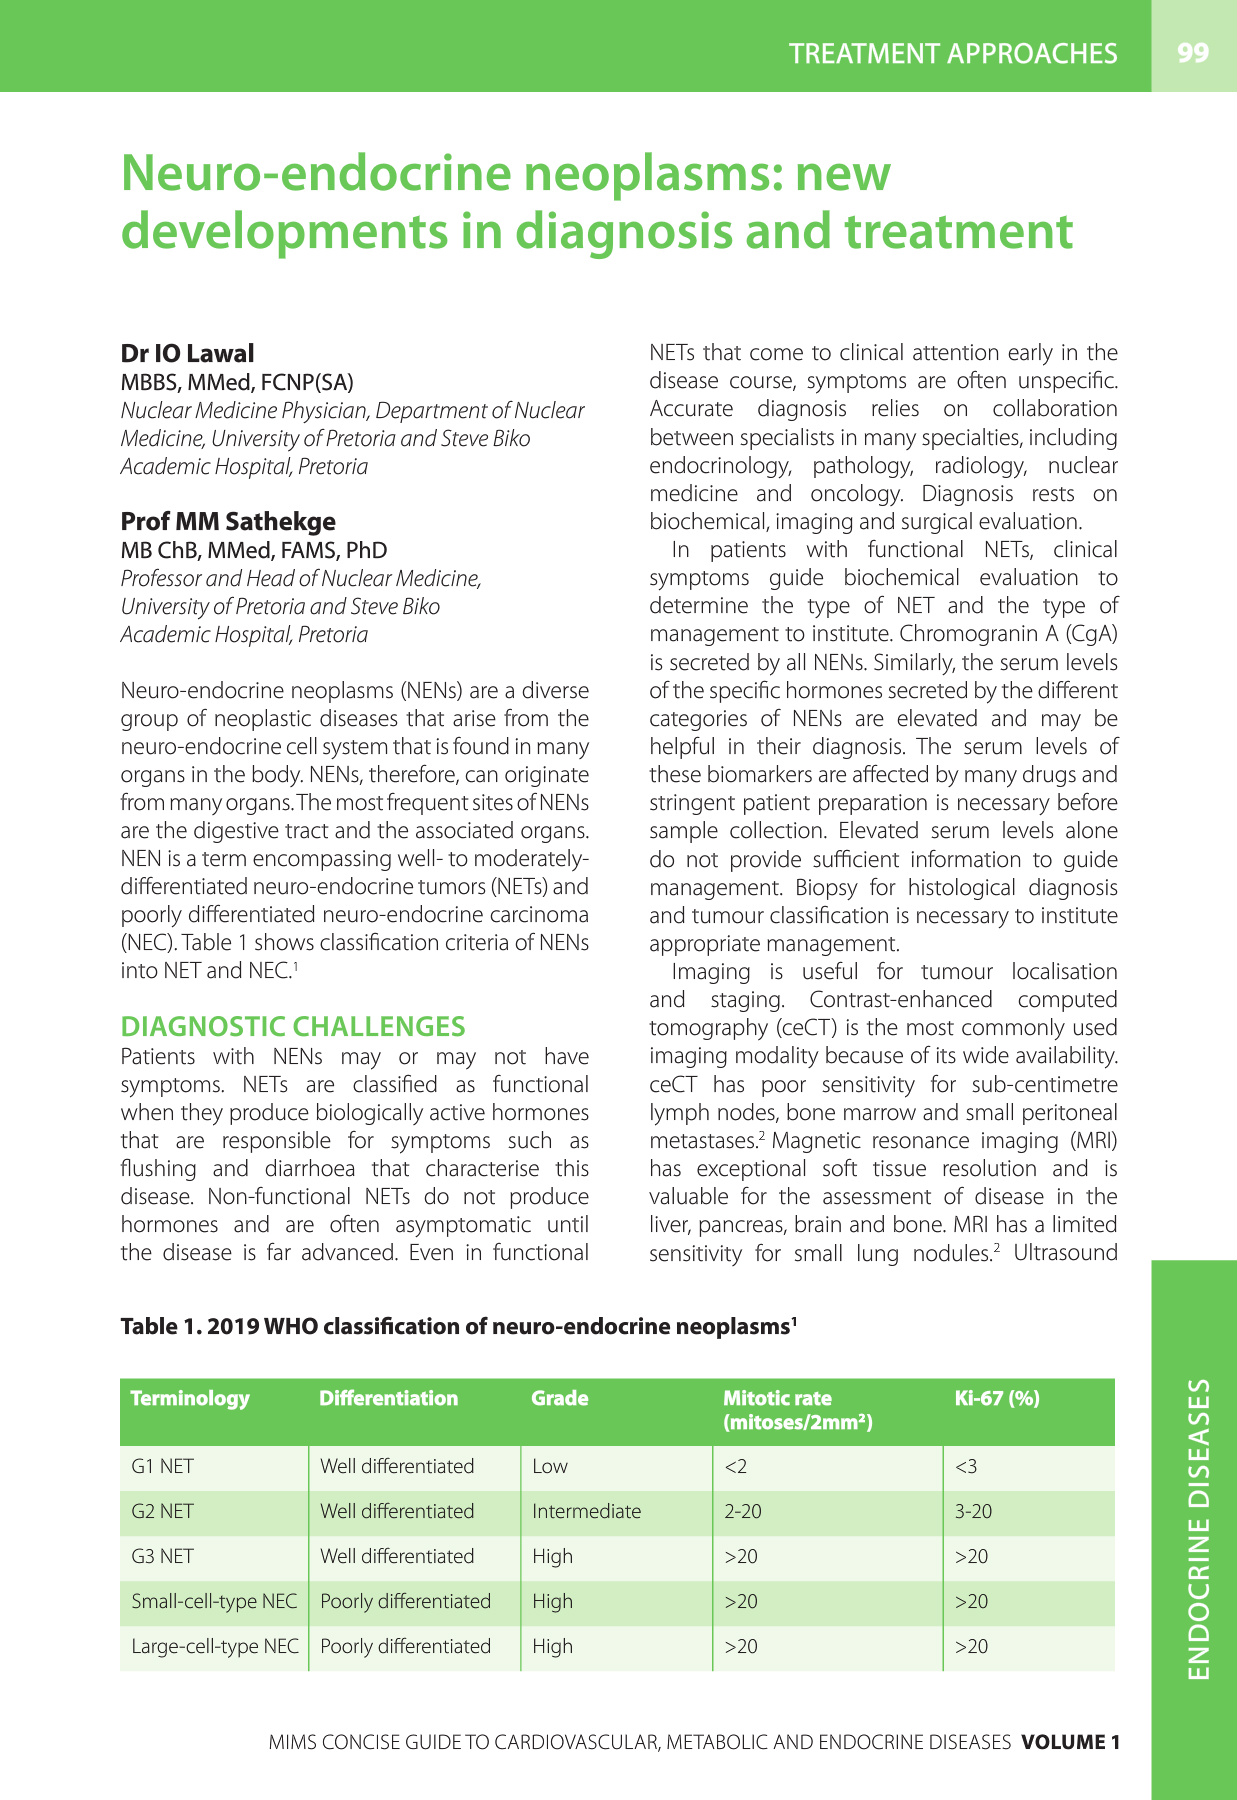 TREATMENT APPROACHES 99
Neuro-endocrine neoplasms: new
developments in diagnosis and treatment
Dr IO Lawal
MBBS, MMed, FCNP(SA)
Nuclear Medicine Physician, Department of Nuclear
Medicine, University of Pretoria and Steve Biko
Academic Hospital, Pretoria
Prof MM Sathekge
MB ChB, MMed, FAMS, PhD
Professor and Head of Nuclear Medicine,
University of Pretoria and Steve Biko
Academic Hospital, Pretoria
Neuro-endocrine neoplasms (NENs) are a diverse
group of neoplastic diseases that arise from the
neuro-endocrine cell system that is found in many
organs in the body. NENs, therefore, can originate
from many organs. The most frequent sites of NENs
are the digestive tract and the associated organs.
NEN is a term encompassing well- to moderately-
differentiated neuro-endocrine tumors (NETs) and
poorly differentiated neuro-endocrine carcinoma
(NEC). Table 1 shows classification criteria of NENs
into NET and NEC.¹
DIAGNOSTIC CHALLENGES
Patients with NENs may or may not have
symptoms. NETs are classified as functional
when they produce biologically active hormones
that are responsible for symptoms such as
flushing and diarrhoea that characterise this
disease. Non-functional NETs do not produce
hormones and are often asymptomatic until
the disease is far advanced. Even in functional
NETs that come to clinical attention early in the
disease course, symptoms are often unspecific.
Accurate diagnosis relies on collaboration
between specialists in many specialties, including
endocrinology, pathology, radiology, nuclear
medicine and oncology. Diagnosis rests on
biochemical, imaging and surgical evaluation.
In patients with functional NETs, clinical
symptoms guide biochemical evaluation to
determine the type of NET and the type of
management to institute. Chromogranin A (CgA)
is secreted by all NENs. Similarly, the serum levels
of the specific hormones secreted by the different
categories of NENs are elevated and may be
helpful in their diagnosis. The serum levels of
these biomarkers are affected by many drugs and
stringent patient preparation is necessary before
sample collection. Elevated serum levels alone
do not provide sufficient information to guide
management. Biopsy for histological diagnosis
and tumour classification is necessary to institute
appropriate management.
Imaging is useful for tumour localisation
and staging. Contrast-enhanced computed
tomography (ceCT) is the most commonly used
imaging modality because of its wide availability.
ceCT has poor sensitivity for sub-centimetre
lymph nodes, bone marrow and small peritoneal
metastases.² Magnetic resonance imaging (MRI)
has exceptional soft tissue resolution and is
valuable for the assessment of disease in the
liver, pancreas, brain and bone. MRI has a limited
sensitivity for small lung nodules.² Ultrasound
Table 1. 2019 WHO classification of neuro-endocrine neoplasms¹
Terminology Differentiation Grade Mitotic rate Ki-67 (%)
(mitoses/2mm²)
G1 NET Well differentiated Low <2 <3
G2 NET Well differentiated Intermediate 2-20 3-20
G3 NET Well differentiated High >20 >20
Small-cell-type NEC Poorly differentiated High >20 >20
Large-cell-type NEC Poorly differentiated High >20 >20
ENDOCRINE DISEASES
MIMS CONCISE GUIDE TO CARDIOVASCULAR, METABOLIC AND ENDOCRINE DISEASES VOLUME 1